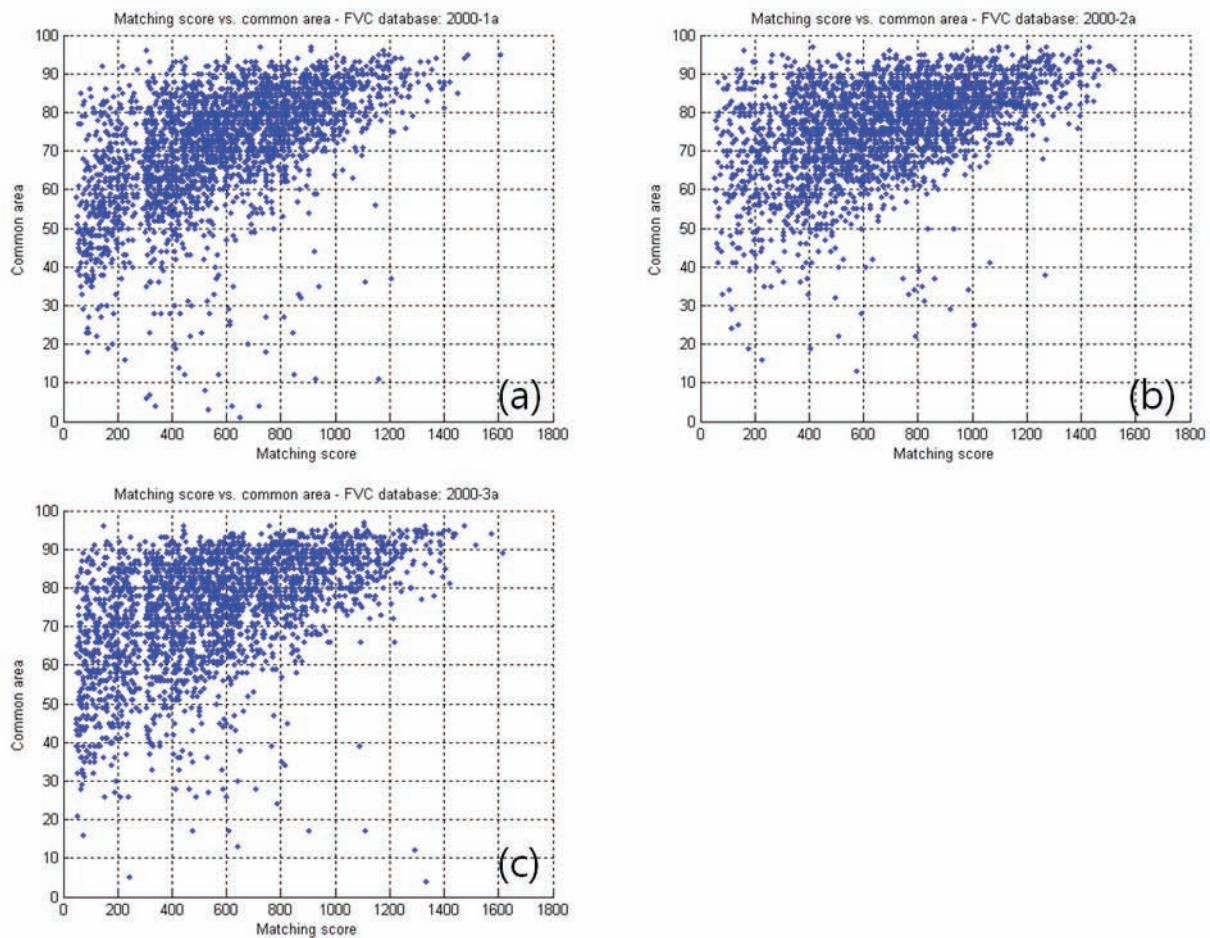 Matching score vs. common area - FVC database: 2000-1a
100
90
80
70
60
50
40
30
20
10
0
Common area
0 200 400 600 800 1000 1200 1400 1600 1800
Matching score
(a)
Matching score vs. common area - FVC database: 2000-2a
100
90
80
70
60
50
40
30
20
10
0
Common area
0 200 400 600 800 1000 1200 1400 1600 1800
Matching score
(b)
Matching score vs. common area - FVC database: 2000-3a
100
90
80
70
60
50
40
30
20
10
0
Common area
0 200 400 600 800 1000 1200 1400 1600 1800
Matching score
(c)